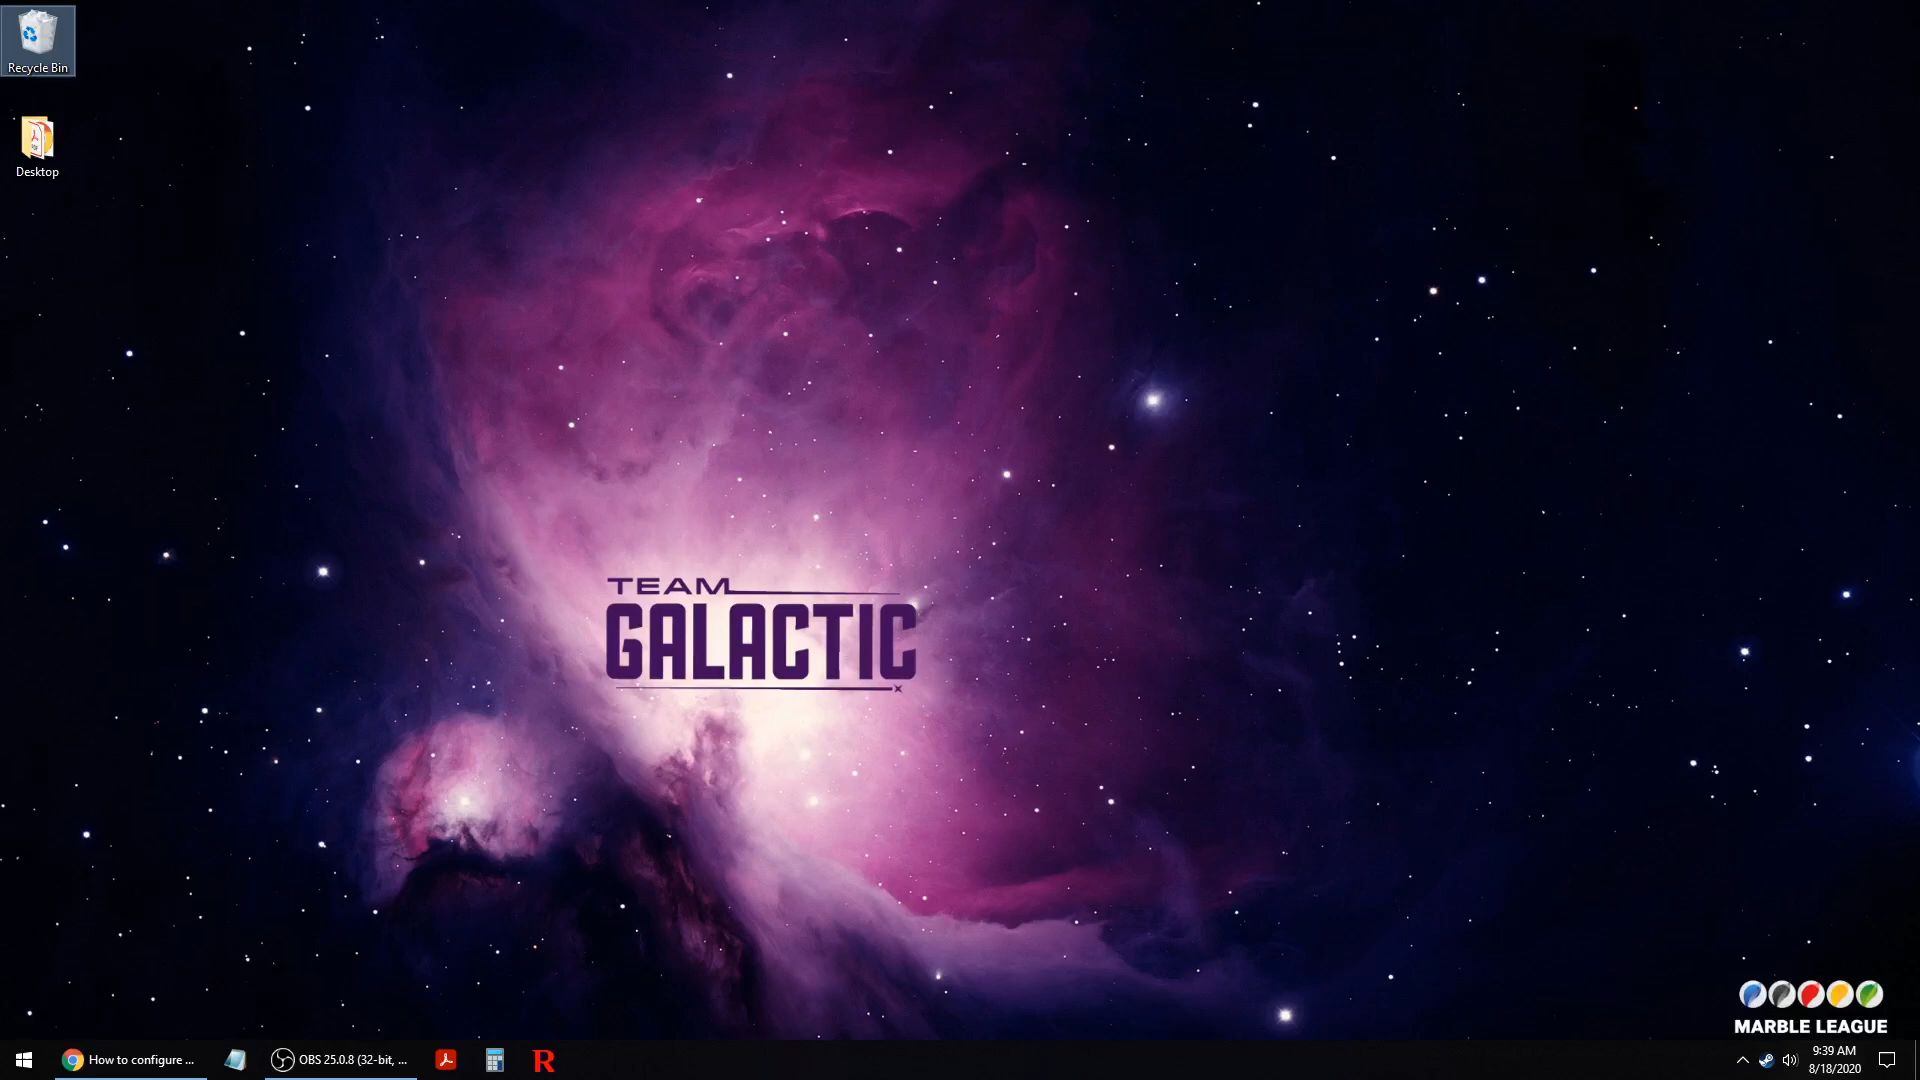 Recycle Bin
PDF
Desktop
TEAM
GALACTIC
MARBLE LEAGUE
How to configure ...
OBS 25.0.8 (32-bit, ...
R
9:39 AM
8/18/2020